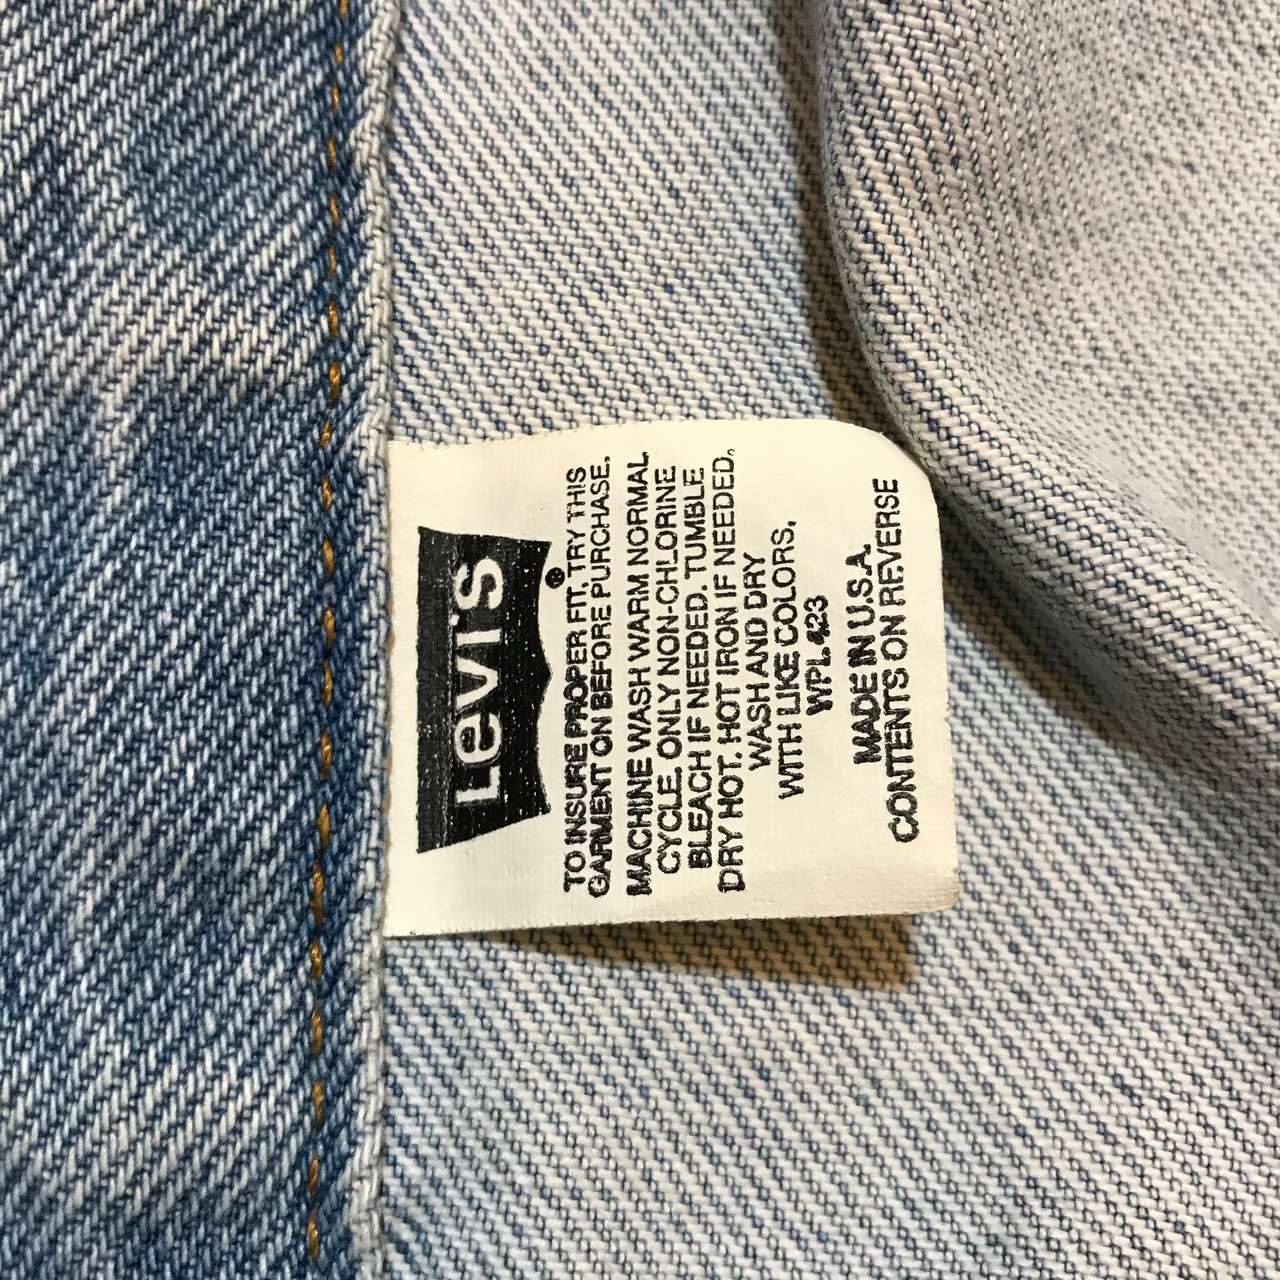 Levi's®
TO INSURE PROPER FIT, TRY THIS
GARMENT ON BEFORE PURCHASE.
MACHINE WASH WARM NORMAL
CYCLE. ONLY NON-CHLORINE
BLEACH IF NEEDED. TUMBLE
DRY HOT. HOT IRON IF NEEDED.
WASH AND DRY
WITH LIKE COLORS.
WPL 423
MADE IN U.S.A.
CONTENTS ON REVERSE